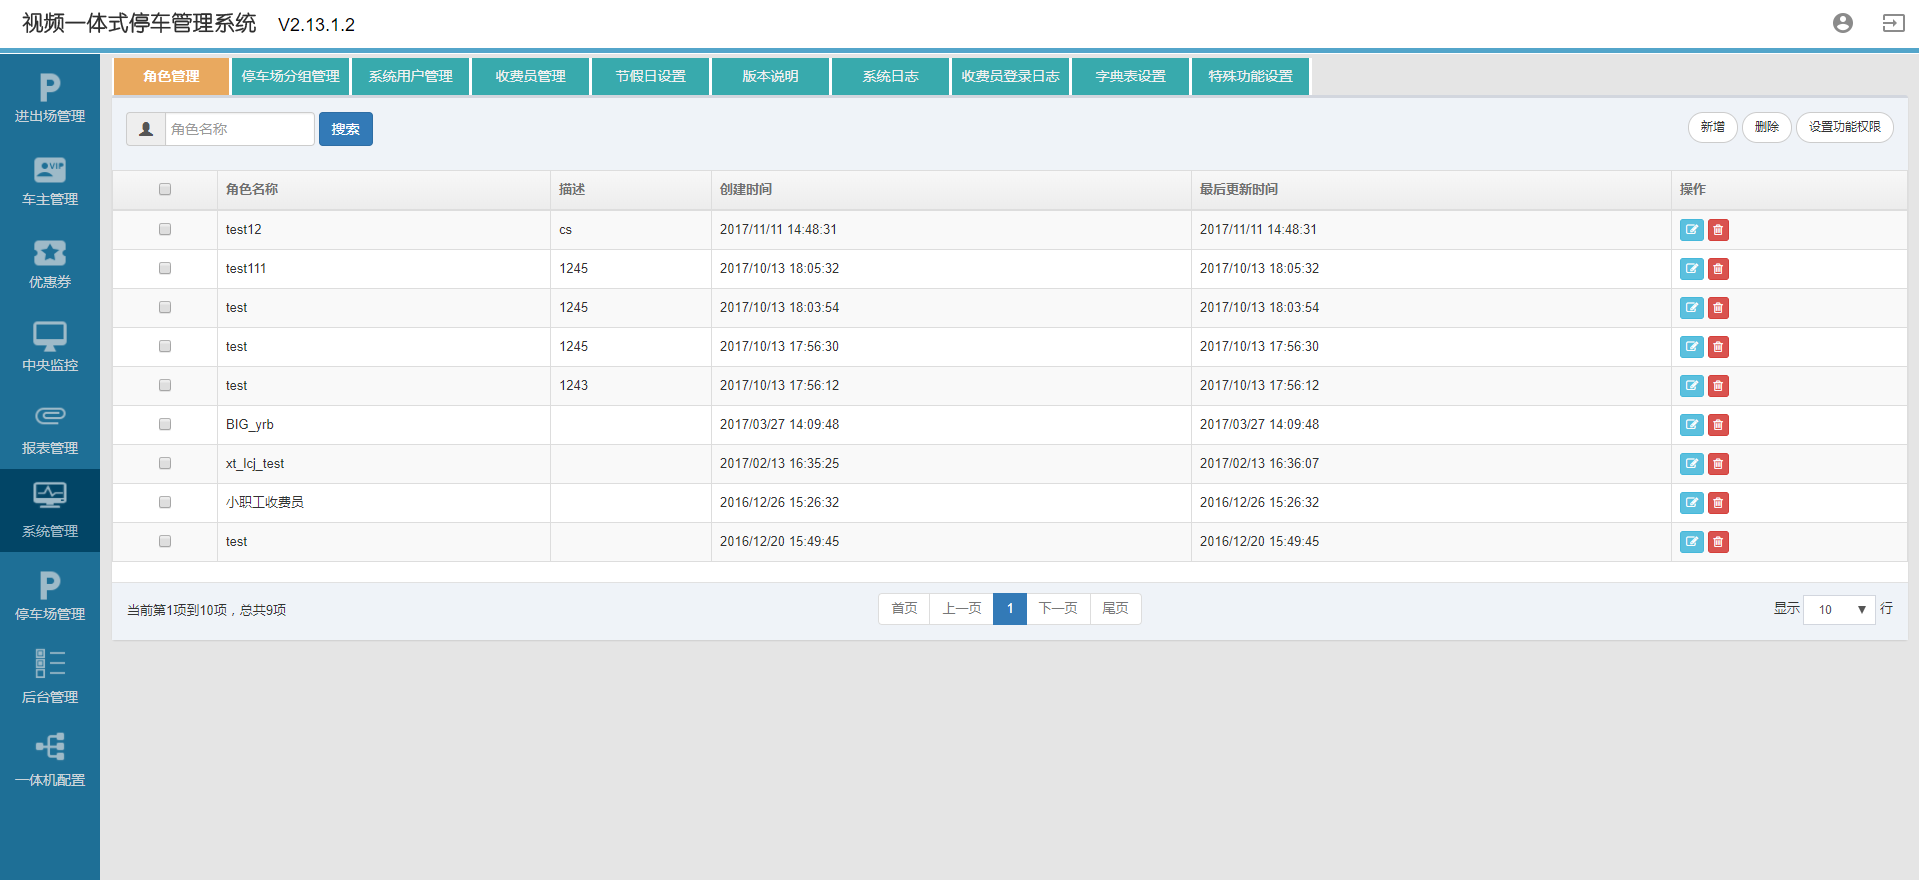 视频一体式停车管理系统 V2.13.1.2
角色管理 停车场分组管理 系统用户管理 收费员管理 节假日设置 版本说明 系统日志 收费员登录日志 字典表设置 特殊功能设置
进出场管理
VIP
车主管理
优惠券
中央监控
报表管理
系统管理
停车场管理
后台管理
一体机配置
角色名称 搜索 新增 删除 设置功能权限
角色名称 描述 创建时间 最后更新时间 操作
test12 cs 2017/11/11 14:48:31 2017/11/11 14:48:31
test111 1245 2017/10/13 18:05:32 2017/10/13 18:05:32
test 1245 2017/10/13 18:03:54 2017/10/13 18:03:54
test 1245 2017/10/13 17:56:30 2017/10/13 17:56:30
test 1243 2017/10/13 17:56:12 2017/10/13 17:56:12
BIG_yrb 2017/03/27 14:09:48 2017/03/27 14:09:48
xt_lcj_test 2017/02/13 16:35:25 2017/02/13 16:36:07
小职工收费员 2016/12/26 15:26:32 2016/12/26 15:26:32
test 2016/12/20 15:49:45 2016/12/20 15:49:45
当前第1项到10项，总共9项 首页 上一页 1 下一页 尾页 显示 10 行